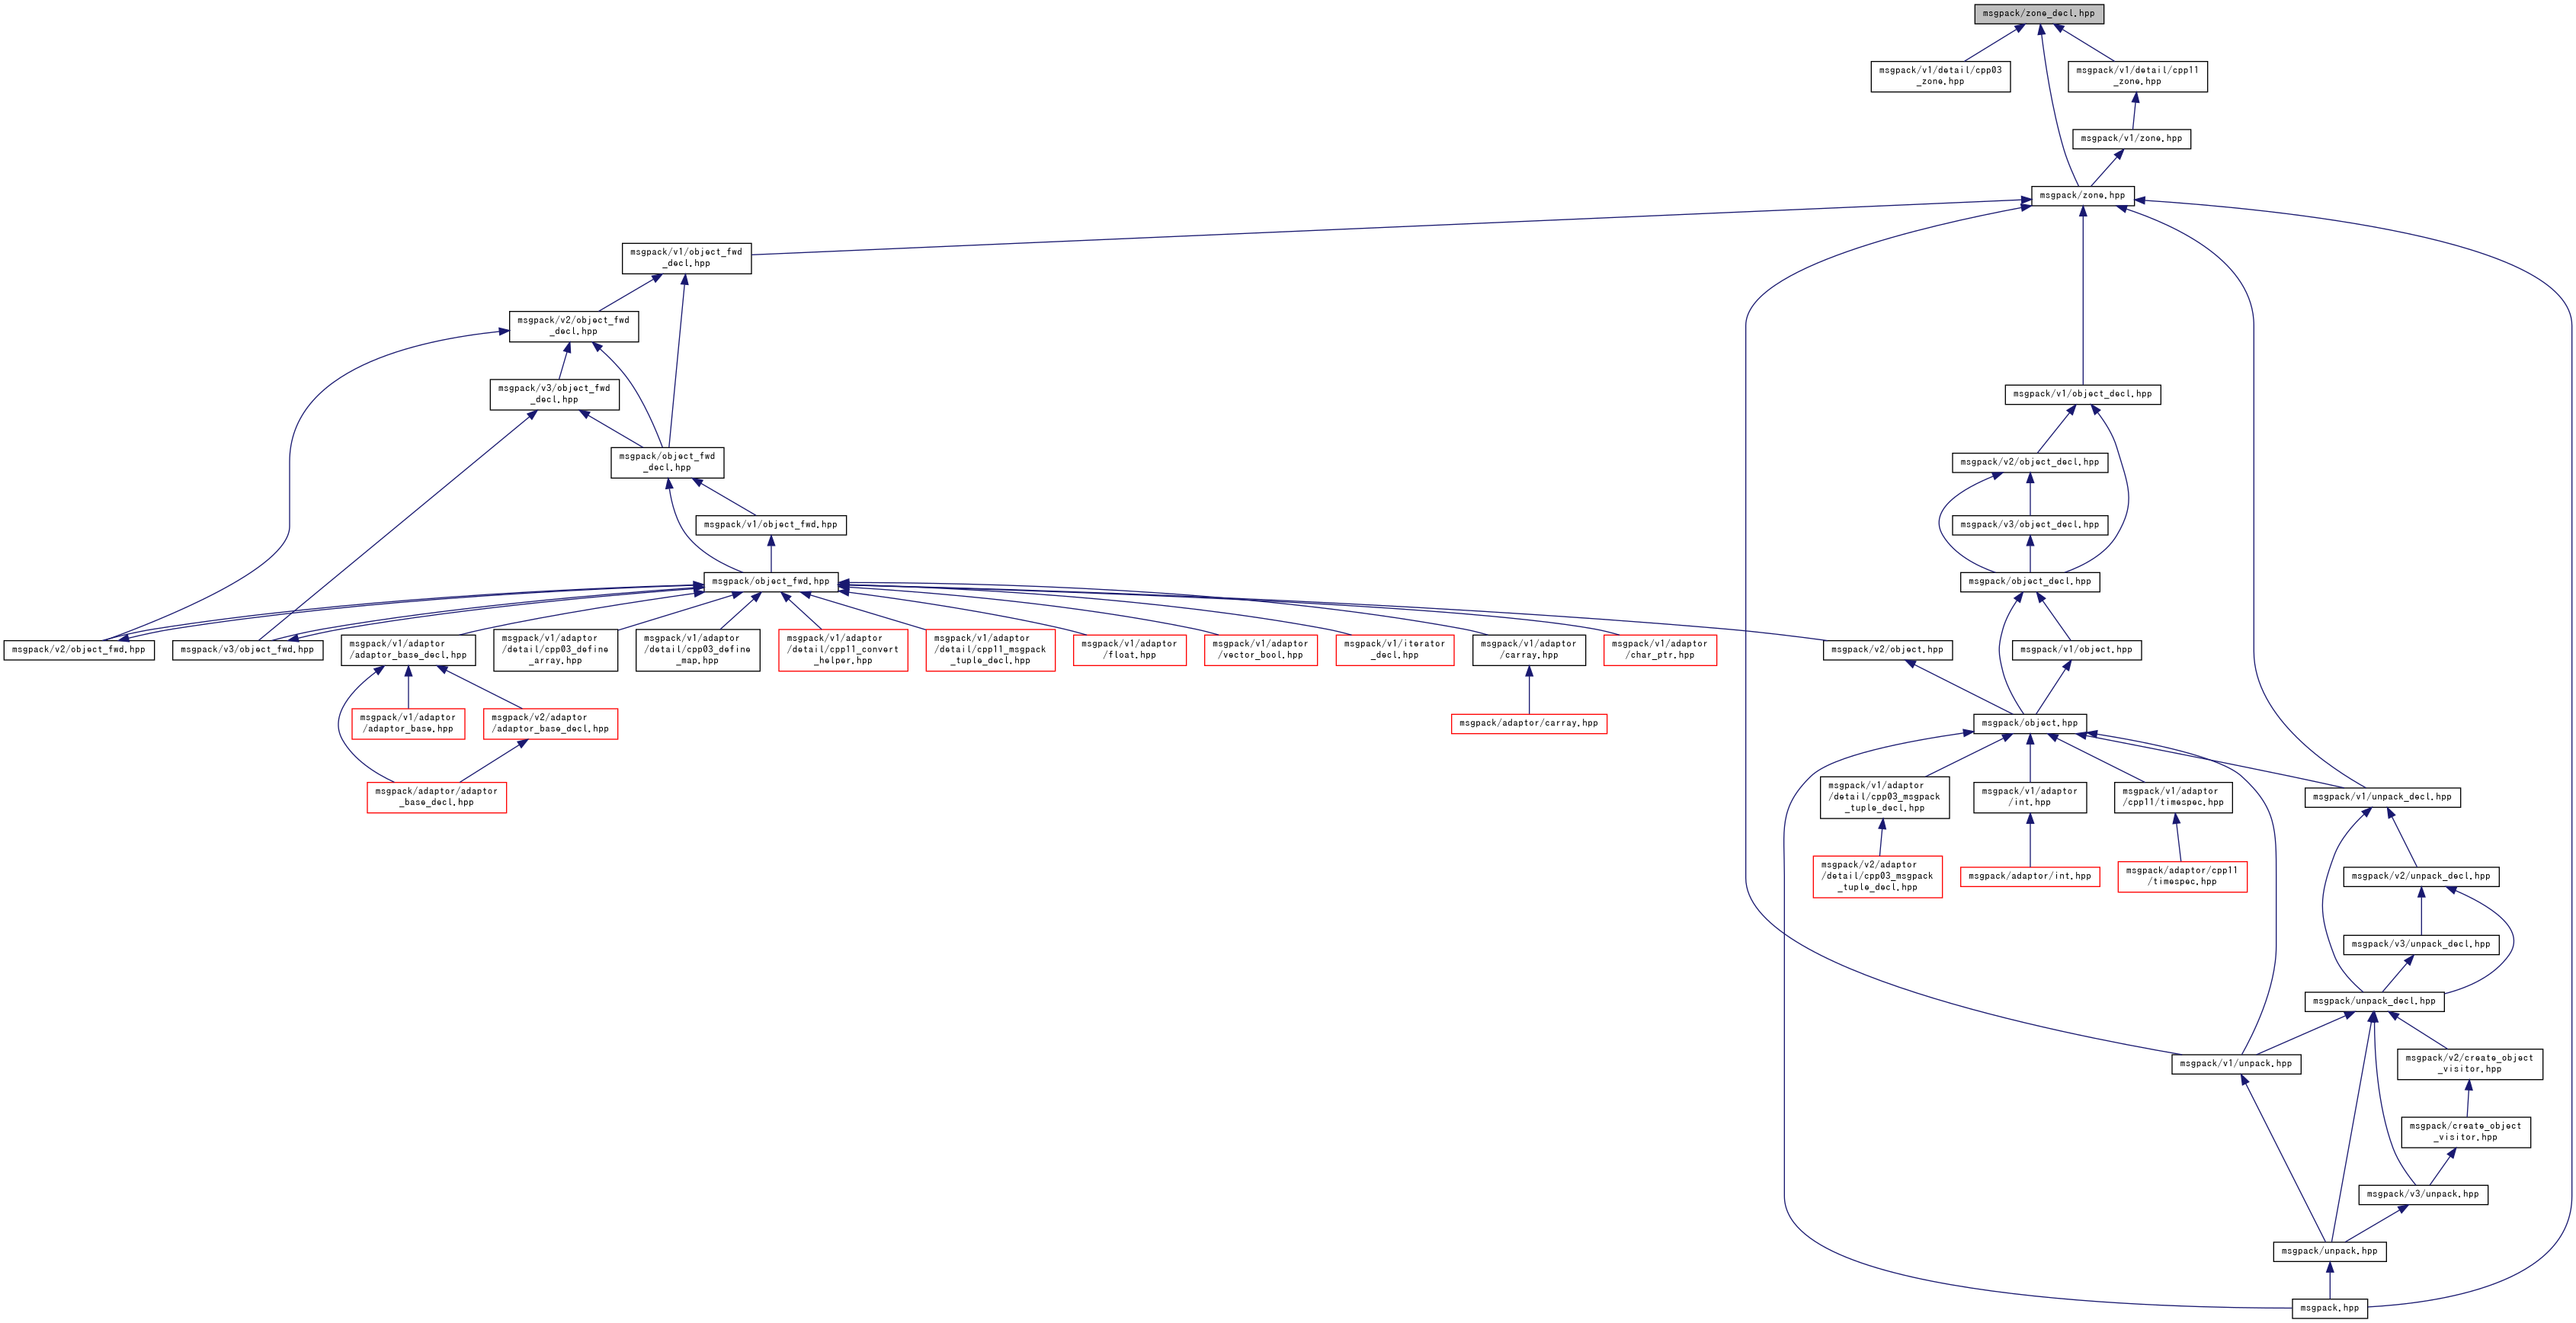 msgpack/zone_decl.hpp
msgpack/v1/detail/cpp03
_zone.hpp
msgpack/v1/detail/cpp11
_zone.hpp
msgpack/v1/zone.hpp
msgpack/zone.hpp
msgpack/v1/object_fwd
_decl.hpp
msgpack/v2/object_fwd
_decl.hpp
msgpack/v3/object_fwd
_decl.hpp
msgpack/v1/object_decl.hpp
msgpack/object_fwd
_decl.hpp
msgpack/v2/object_decl.hpp
msgpack/v1/object_fwd.hpp
msgpack/v3/object_decl.hpp
msgpack/object_fwd.hpp
msgpack/object_decl.hpp
msgpack/v2/object_fwd.hpp
msgpack/v3/object_fwd.hpp
msgpack/v1/adaptor
/adaptor_base_decl.hpp
msgpack/v1/adaptor
/detail/cpp03_define
_array.hpp
msgpack/v1/adaptor
/detail/cpp03_define
_map.hpp
msgpack/v1/adaptor
/detail/cpp11_convert
_helper.hpp
msgpack/v1/adaptor
/detail/cpp11_msgpack
_tuple_decl.hpp
msgpack/v1/adaptor
/float.hpp
msgpack/v1/adaptor
/vector_bool.hpp
msgpack/v1/iterator
_decl.hpp
msgpack/v1/adaptor
/carray.hpp
msgpack/v1/adaptor
/char_ptr.hpp
msgpack/v2/object.hpp
msgpack/v1/object.hpp
msgpack/v1/adaptor
/adaptor_base.hpp
msgpack/v2/adaptor
/adaptor_base_decl.hpp
msgpack/adaptor/carray.hpp
msgpack/object.hpp
msgpack/adaptor/adaptor
_base_decl.hpp
msgpack/v1/adaptor
/detail/cpp03_msgpack
_tuple_decl.hpp
msgpack/v1/adaptor
/int.hpp
msgpack/v1/adaptor
/cpp11/timespec.hpp
msgpack/v1/unpack_decl.hpp
msgpack/v2/adaptor
/detail/cpp03_msgpack
_tuple_decl.hpp
msgpack/adaptor/int.hpp
msgpack/adaptor/cpp11
/timespec.hpp
msgpack/v2/unpack_decl.hpp
msgpack/v3/unpack_decl.hpp
msgpack/unpack_decl.hpp
msgpack/v1/unpack.hpp
msgpack/v2/create_object
_visitor.hpp
msgpack/create_object
_visitor.hpp
msgpack/v3/unpack.hpp
msgpack/unpack.hpp
msgpack.hpp